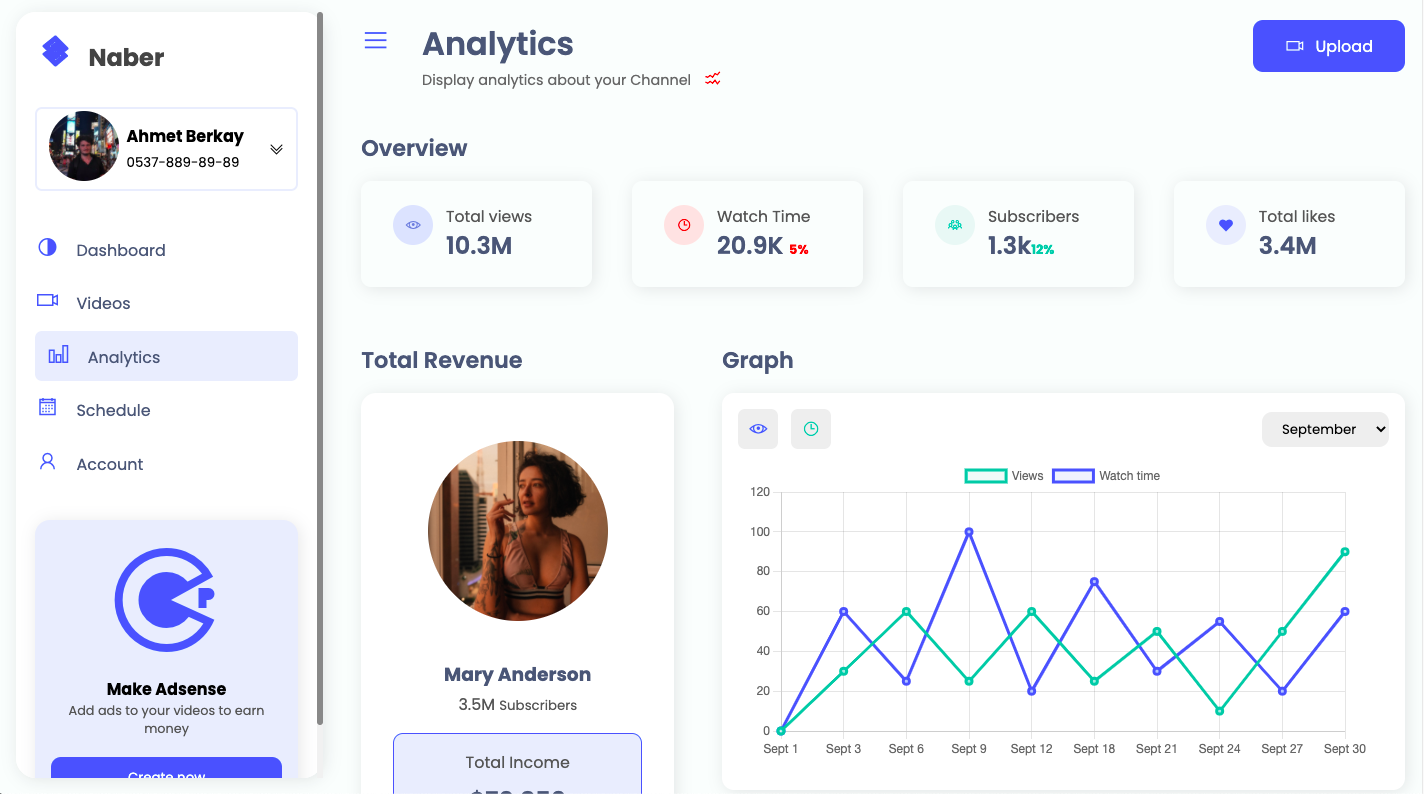 Naber
Ahmet Berkay
0537-889-89-89
Dashboard
Videos
Analytics
Schedule
Account
Make Adsense
Add ads to your videos to earn
money
Create now
Analytics
Display analytics about your Channel
Upload
Overview
Total views
10.3M
Watch Time
20.9K 5%
Subscribers
1.3k12%
Total likes
3.4M
Total Revenue
Mary Anderson
3.5M Subscribers
Total Income
Graph
September
Views Watch time
120
100
80
60
40
20
0
Sept 1 Sept 3 Sept 6 Sept 9 Sept 12 Sept 18 Sept 21 Sept 24 Sept 27 Sept 30